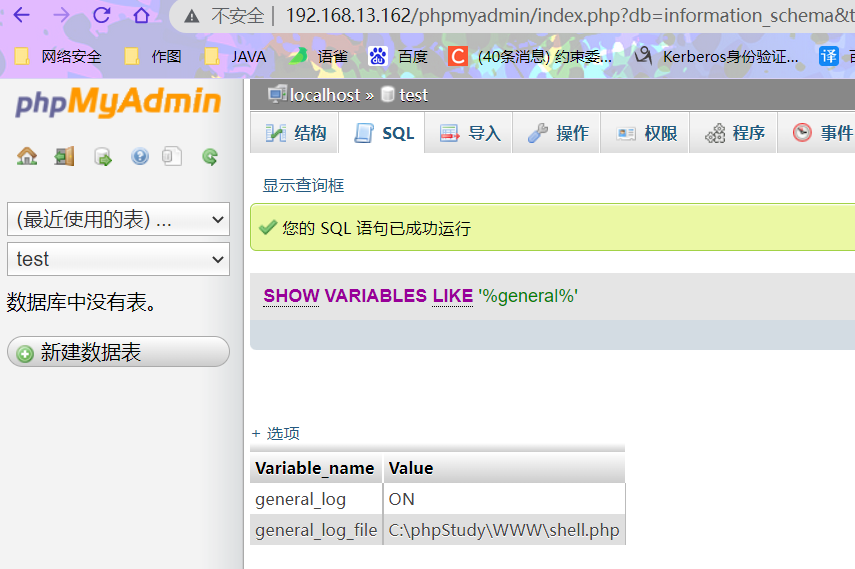 不安全 | 192.168.13.162/phpmyadmin/index.php?db=information_schema&t
网络安全 作图 JAVA 语雀 百度 C (40条消息) 约束委... Kerberos身份验证... 译
phpMyAdmin
localhost » test
结构 SQL 导入 操作 权限 程序 事件
显示查询框
(最近使用的表) ...
您的 SQL 语句已成功运行
test
数据库中没有表。
SHOW VARIABLES LIKE '%general%'
新建数据表
+ 选项
Variable_name Value
general_log ON
general_log_file C:\phpStudy\WWW\shell.php